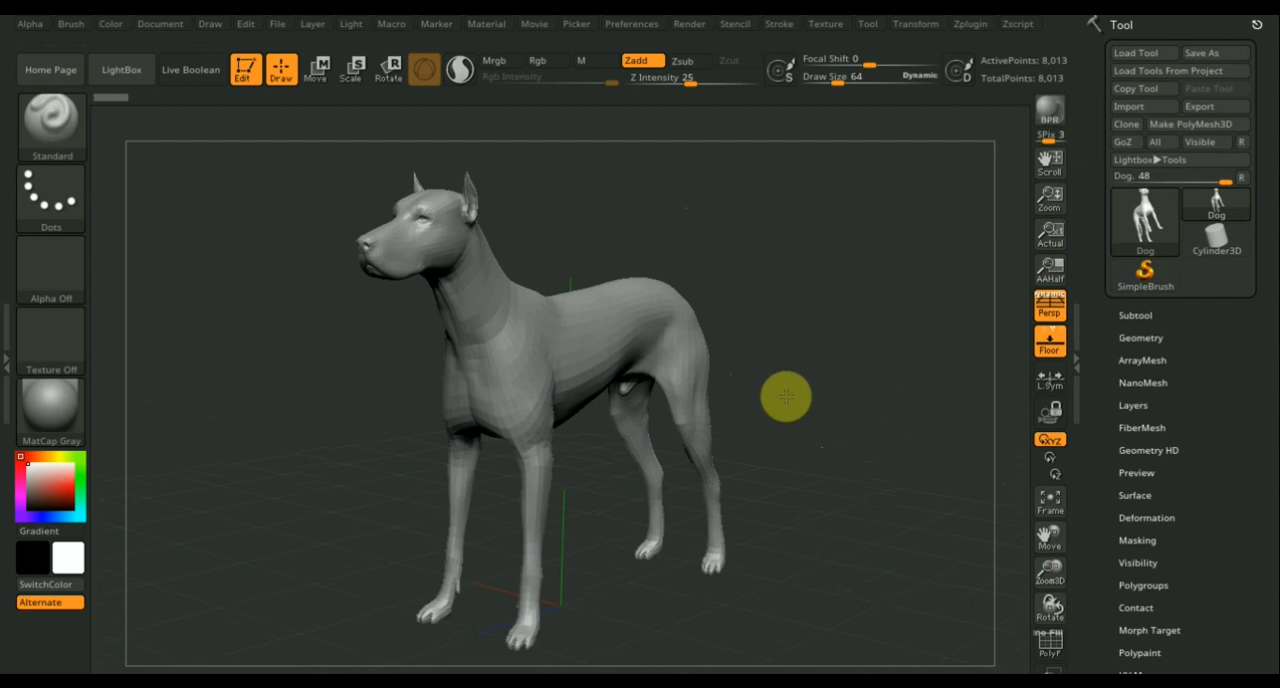 Alpha Brush Color Document Draw Edit File Layer Light Macro Marker Material Movie Picker Preferences Render Stencil Stroke Texture Tool Transform Zplugin Zscript
Tool
Home Page
LightBox
Live Boolean
Edit
Draw
Move
Scale
Rotate
M
S
R
Mrgb Rgb M
Rgb Intensity
Zadd Zsub Zcut
Z Intensity 25
S
Focal Shift 0
Draw Size 64 Dynamic
D
ActivePoints: 8,013
TotalPoints: 8,013
Standard
Dots
Alpha Off
Texture Off
MatCap Gray
Gradient
SwitchColor
Alternate
BPR
SPix 3
Scroll
Zoom
Actual
AAHalf
Dynamic
Persp
Floor
L.Sym
XYZ
Y
Z
Frame
Move
Zoom3D
Rotate
PolyF
Load Tool Save As
Load Tools From Project
Copy Tool Paste Tool
Import Export
Clone Make PolyMesh3D
GoZ All Visible R
Lightbox▶Tools
Dog. 48 R
Dog
Dog
Cylinder3D
SimpleBrush
Subtool
Geometry
ArrayMesh
NanoMesh
Layers
FiberMesh
Geometry HD
Preview
Surface
Deformation
Masking
Visibility
Polygroups
Contact
Morph Target
Polypaint